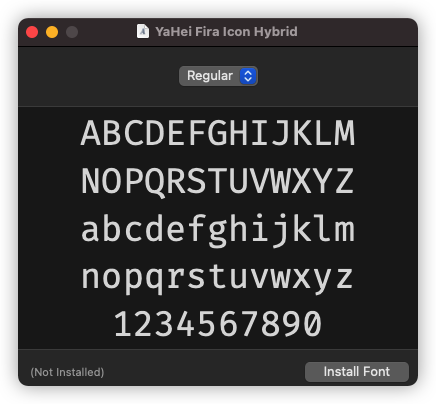 YaHei Fira Icon Hybrid
Regular
ABCDEFGHIJKLM
NOPQRSTUVWXYZ
abcdefghijklm
nopqrstuvwxyz
1234567890
(Not Installed)
Install Font